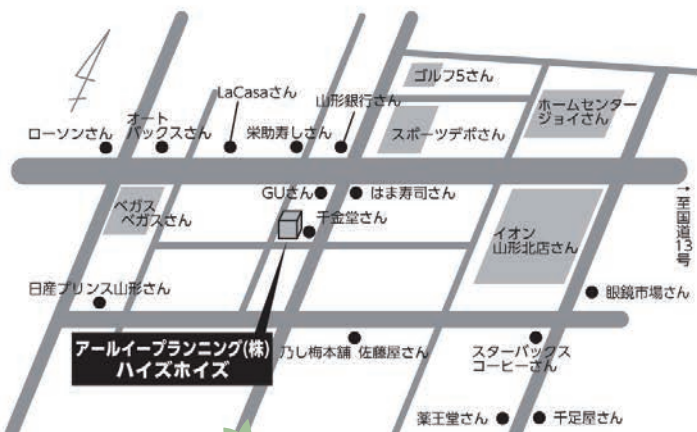 ゴルフ5さん
LaCasaさん
山形銀行さん
ホームセンター
ジョイさん
オート
バックスさん
ローソンさん
栄助寿しさん
スポーツデポさん
GUさん
はま寿司さん
ベガス
ベガスさん
千金堂さん
イオン
山形北店さん
→至国道13号
日産プリンス山形さん
眼鏡市場さん
アールイープランニング(株)
ハイズホイズ
乃し梅本舗 佐藤屋さん
スターバックス
コーヒーさん
薬王堂さん
千足屋さん